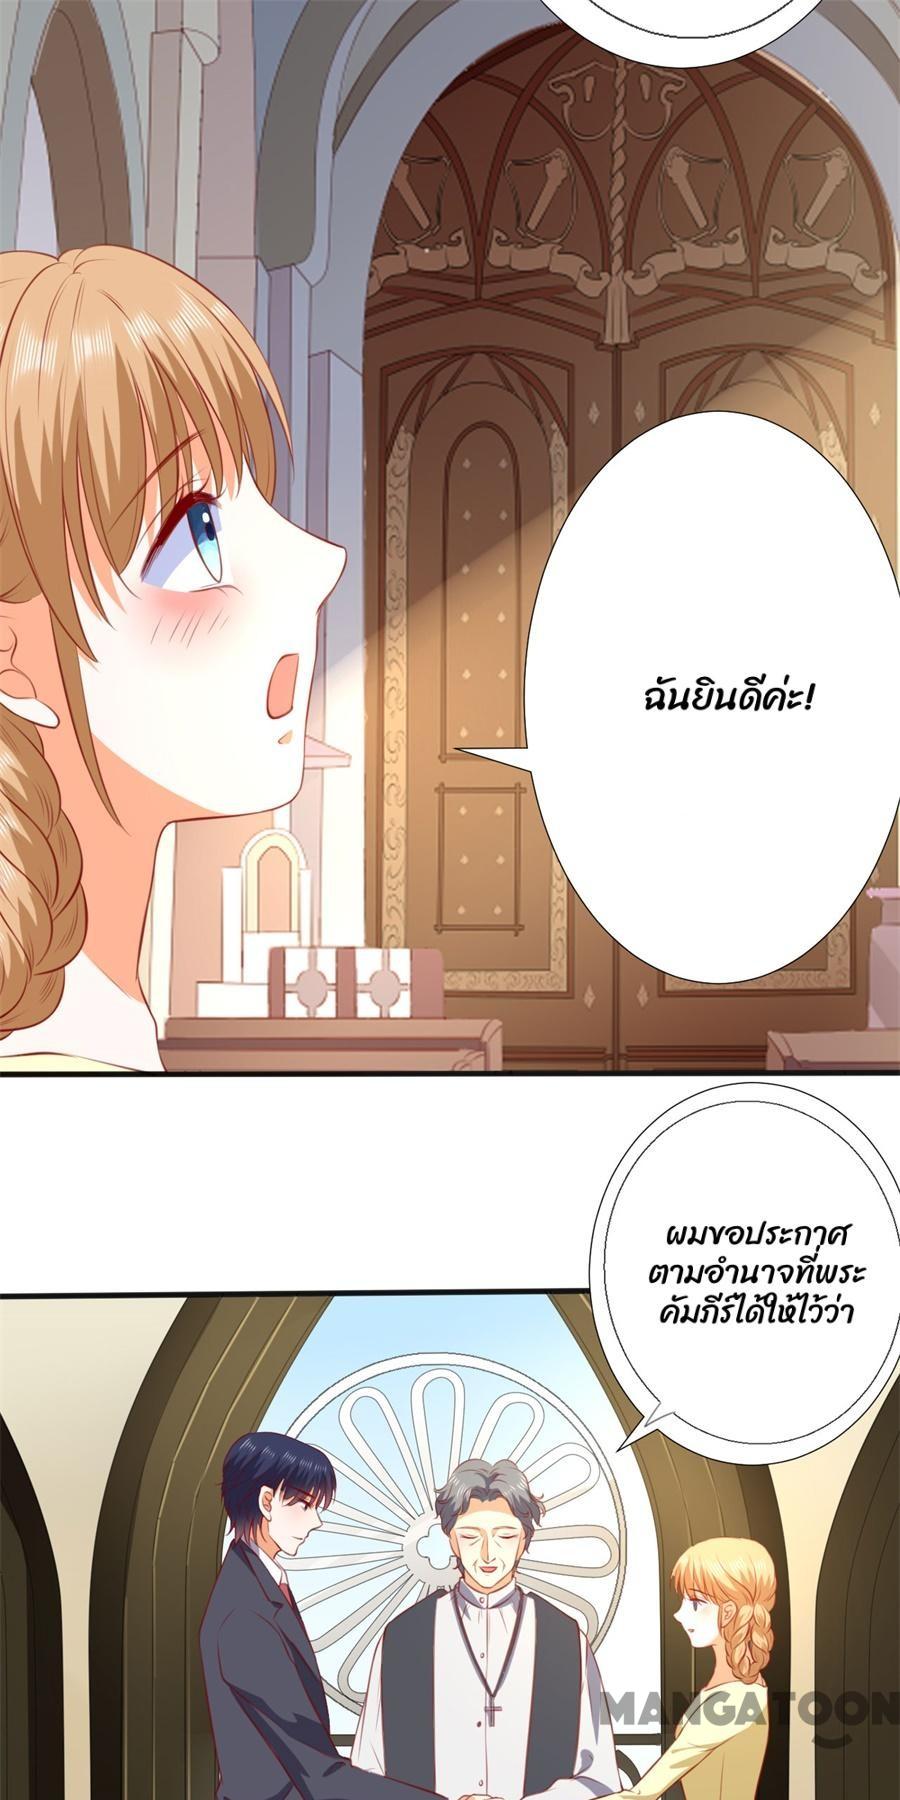 ฉันยินดีค่ะ!
ผมขอประกาศ
ตามอำนาจที่พระ
คัมภีร์ได้ให้ไว้ว่า
MANGATOON